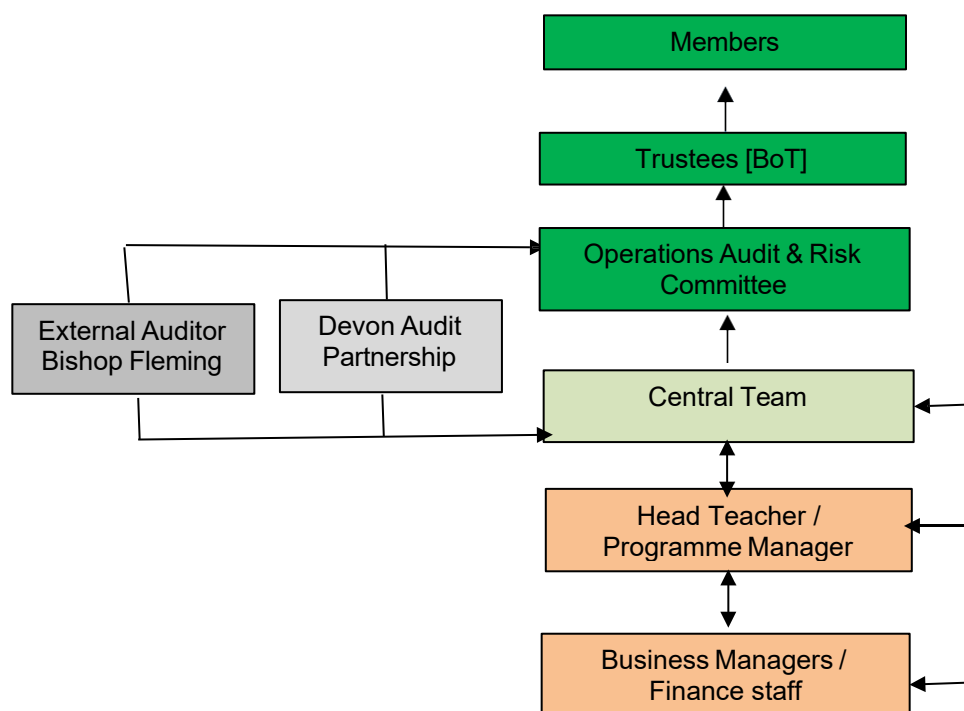 Members
Trustees [BoT]
Operations Audit & Risk
Committee
External Auditor
Bishop Fleming
Devon Audit
Partnership
Central Team
Head Teacher /
Programme Manager
Business Managers /
Finance staff